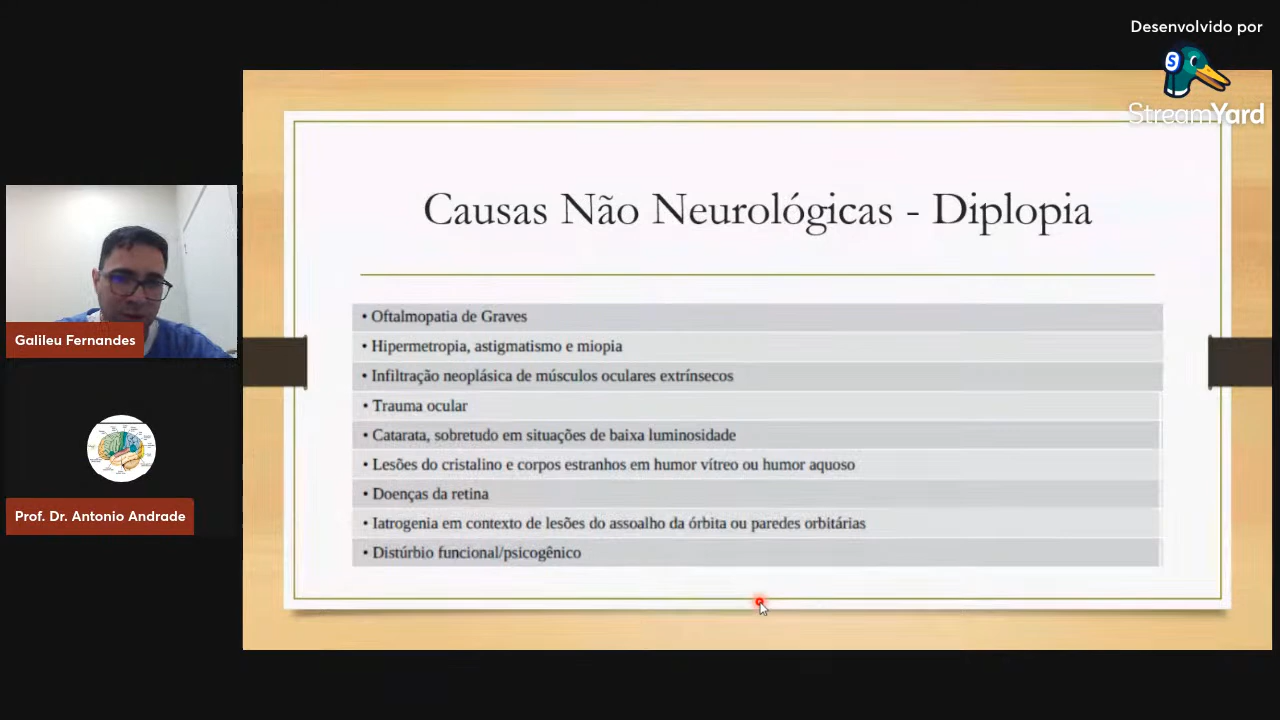 Desenvolvido por
StreamYard
Causas Não Neurológicas - Diplopia
• Oftalmopatia de Graves
• Hipermetropia, astigmatismo e miopia
• Infiltração neoplásica de músculos oculares extrínsecos
• Trauma ocular
• Catarata, sobretudo em situações de baixa luminosidade
• Lesões do cristalino e corpos estranhos em humor vítreo ou humor aquoso
• Doenças da retina
• Iatrogenia em contexto de lesões do assoalho da órbita ou paredes orbitárias
• Distúrbio funcional/psicogênico
Galileu Fernandes
Prof. Dr. Antonio Andrade